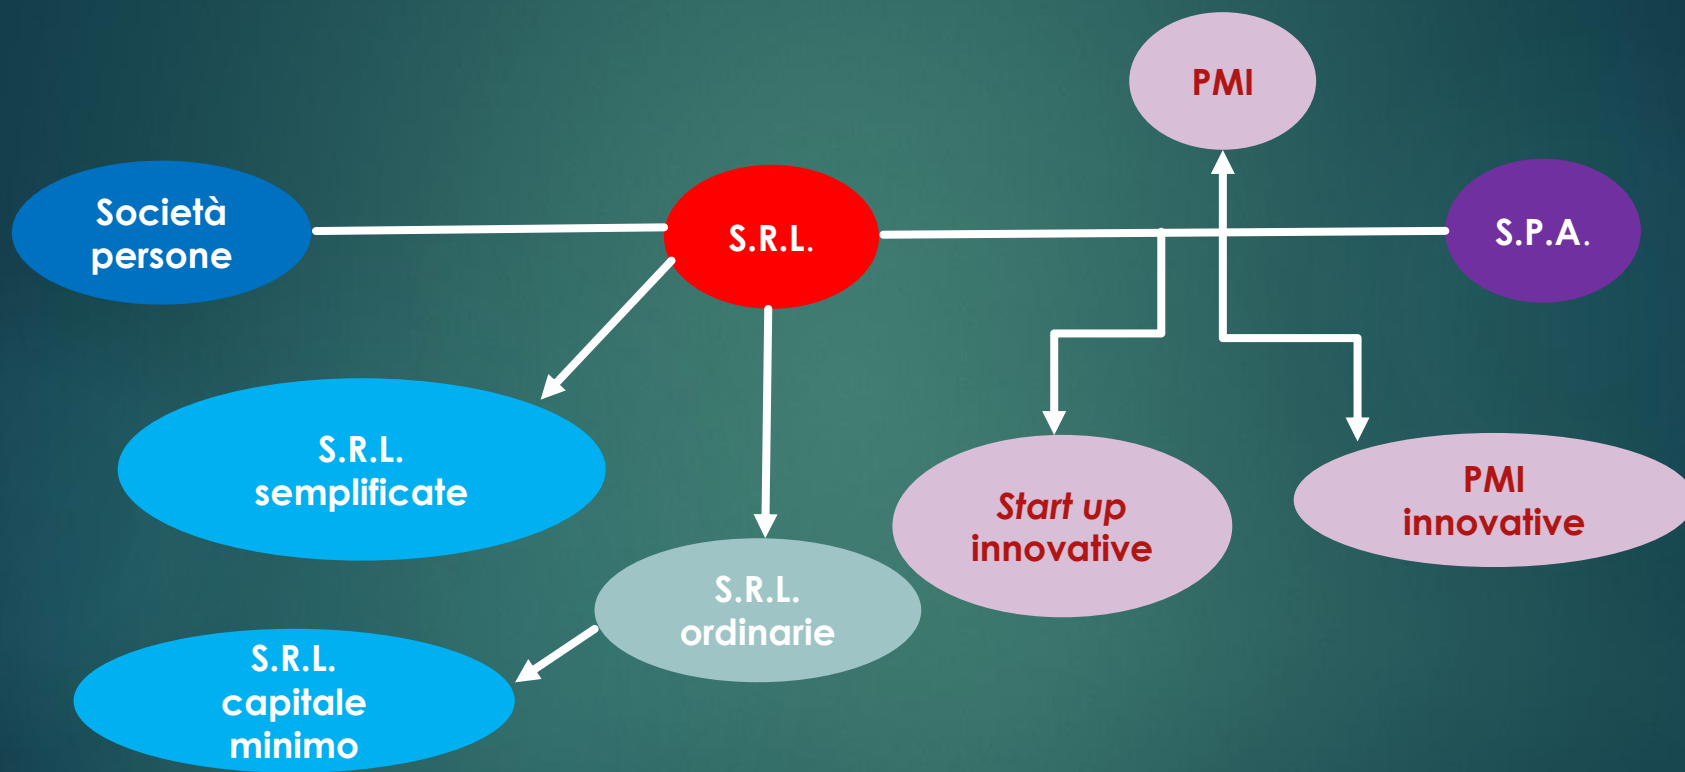 PMI
Società
persone
S.R.L.
S.P.A.
S.R.L.
semplificate
Start up
innovative
PMI
innovative
S.R.L.
ordinarie
S.R.L.
capitale
minimo